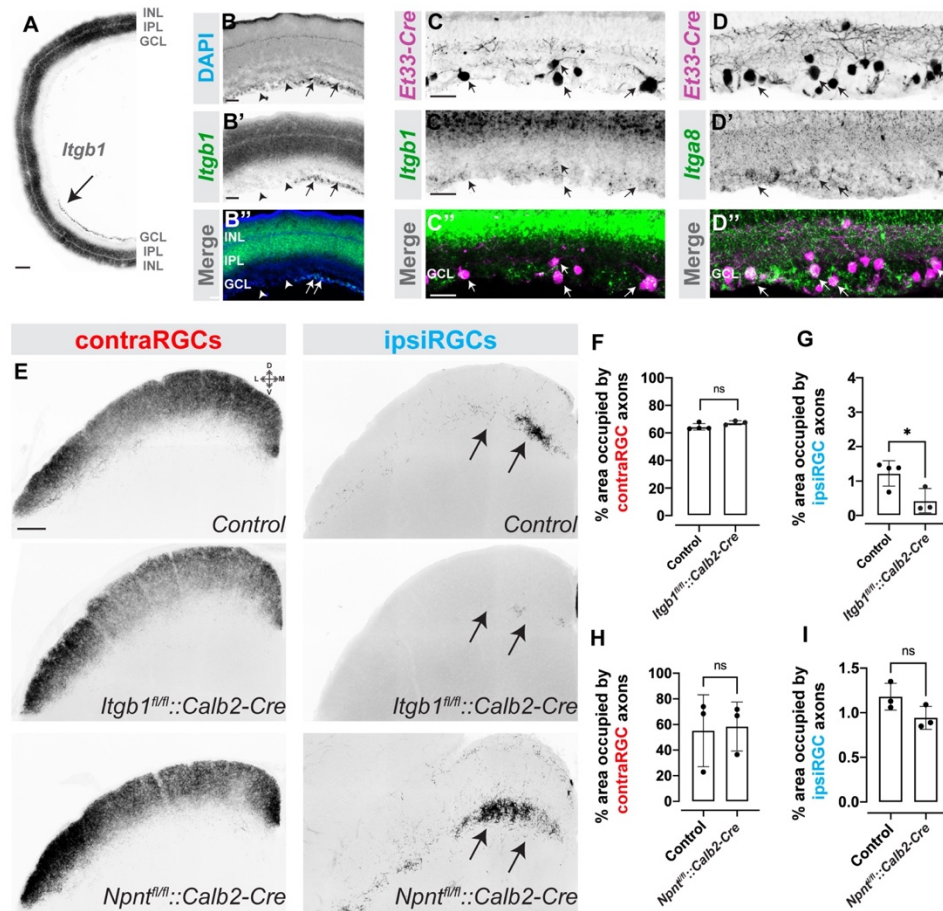 A
INL
IPL
GCL
Itgb1
GCL
IPL
INL
DAPI
B
Itgb1
B'
Merge
B''
INL
IPL
GCL
Et33-Cre
C
Itgb1
C'
Merge
C''
GCL
Et33-Cre
D
Itga8
D'
Merge
D''
GCL
contraRGCs
ipsiRGCs
E
D
L M
V
Control
Control
Itgb1fl/fl::Calb2-Cre
Itgb1fl/fl::Calb2-Cre
Npntfl/fl::Calb2-Cre
Npntfl/fl::Calb2-Cre
F
% area occupied by
contraRGC axons
100
80
60
40
20
0
ns
Control
Itgb1fl/fl::Calb2-Cre
G
% area occupied by
ipsiRGC axons
4
3
2
1
0
*
Control
Itgb1fl/fl::Calb2-Cre
H
% area occupied by
contraRGC axons
100
80
60
40
20
0
ns
Control
Npntfl/fl::Calb2-Cre
I
% area occupied by
ipsiRGC axons
1.5
1.0
0.5
0.0
ns
Control
Npntfl/fl::Calb2-Cre